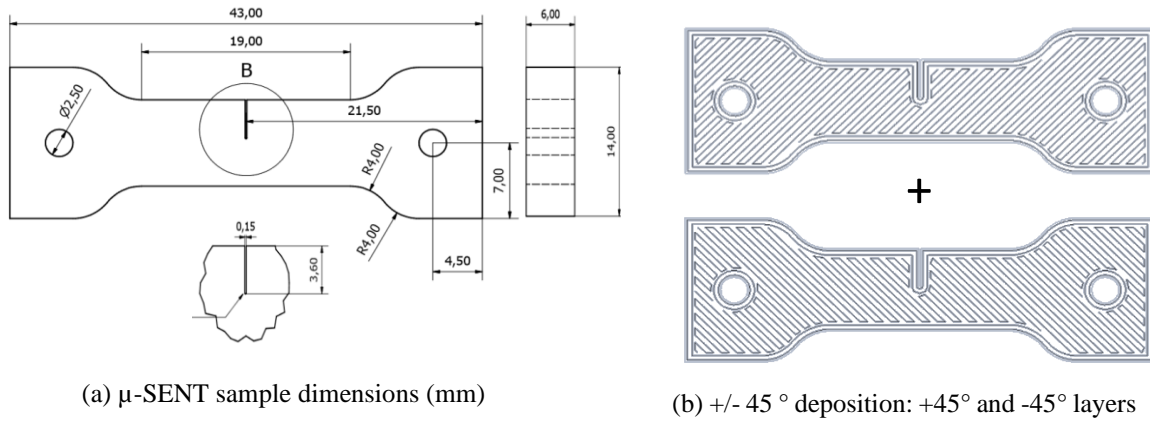 43,00
6,00
19,00
B
Ø2,50
21,50
14,00
R4,00
7,00
0,15
R4,00
3,60
4,50
+
(a) µ-SENT sample dimensions (mm)
(b) +/- 45 ° deposition: +45° and -45° layers